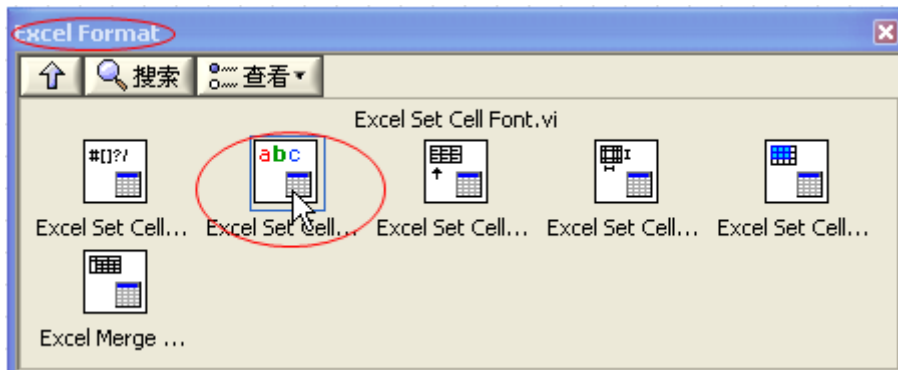 Excel Format
搜索 查看
Excel Set Cell Font.vi
#[]?/ abc
Excel Set Cell... Excel Set Cell... Excel Set Cell... Excel Set Cell... Excel Set Cell...
Excel Merge ...